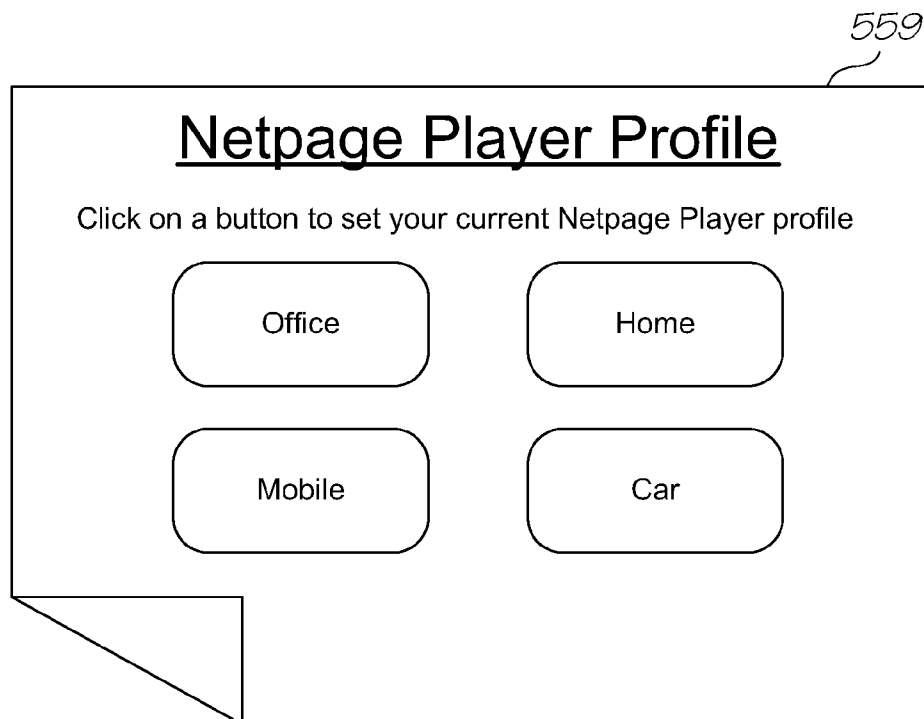 559
Netpage Player Profile
Click on a button to set your current Netpage Player profile
Office Home
Mobile Car